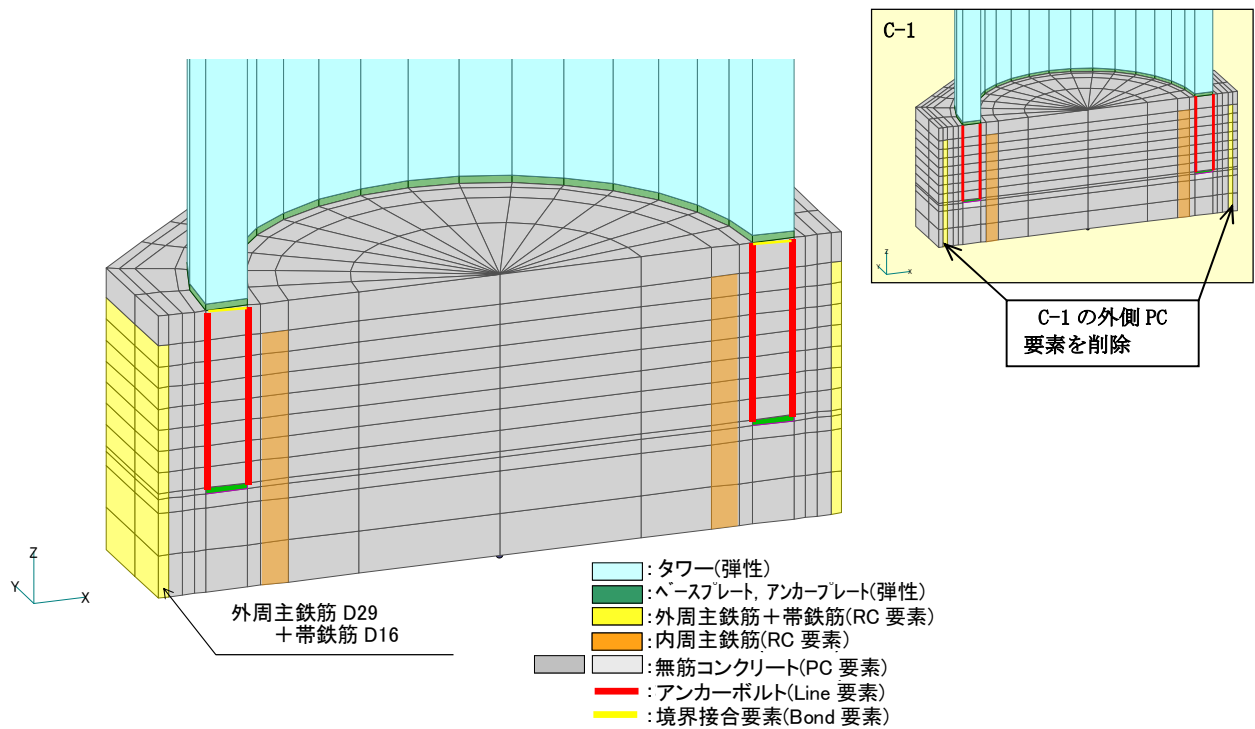 C-1
Z
Y
X
C-1 の外側 PC
要素を削除
Z
Y
X
外周主鉄筋 D29
＋帯鉄筋 D16
：タワー(弾性)
：ベースプレート，アンカープレート(弾性)
：外周主鉄筋＋帯鉄筋(RC 要素)
：内周主鉄筋(RC 要素)
：無筋コンクリート(PC 要素)
：アンカーボルト(Line 要素)
：境界接合要素(Bond 要素)